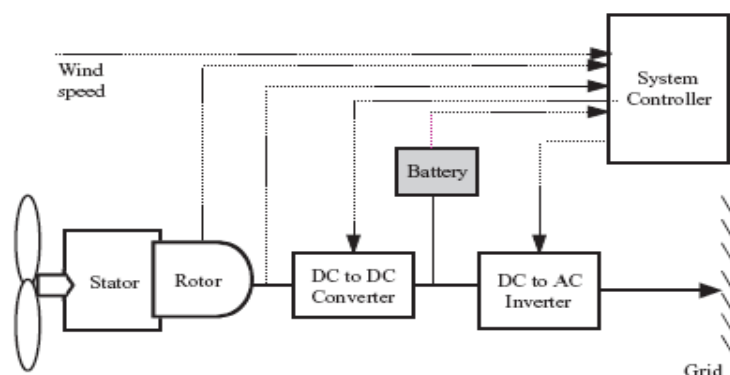 Wind
speed
System
Controller
Battery
Stator
Rotor
DC to DC
Converter
DC to AC
Inverter
Grid